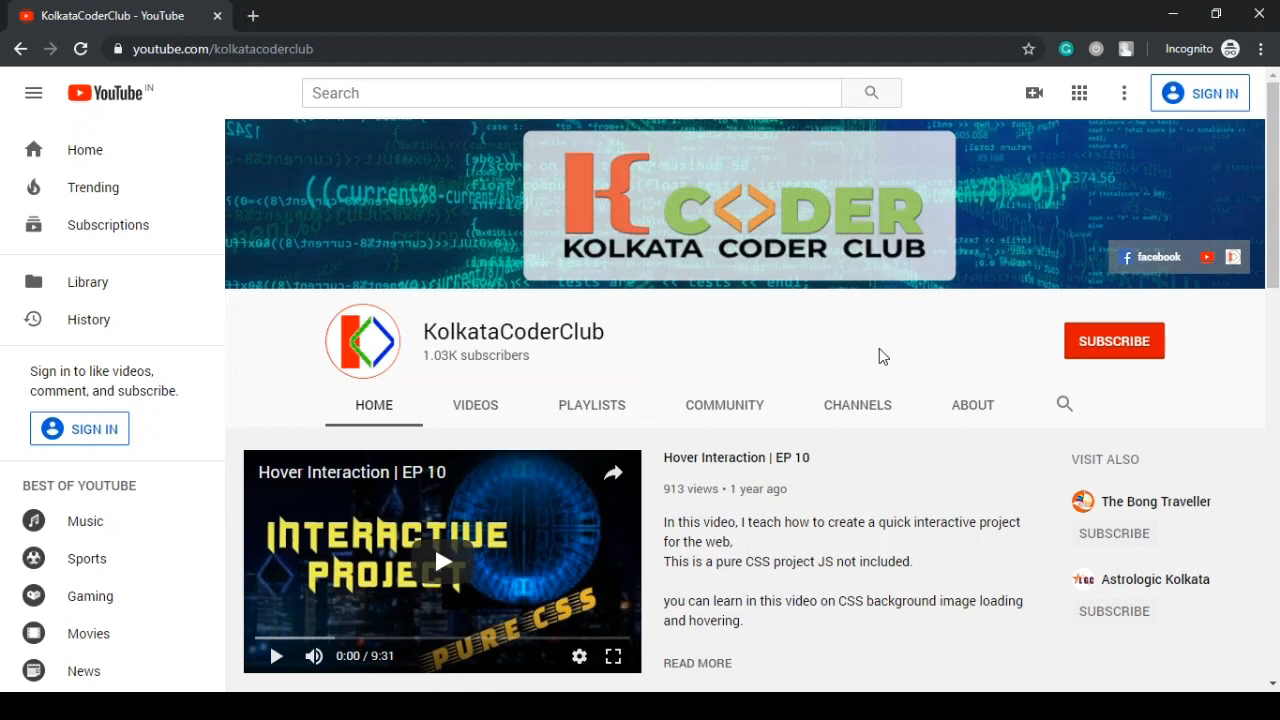 KolkataCoderClub - YouTube
youtube.com/kolkatacoderclub
Incognito
YouTube IN
Search
SIGN IN
Home
Trending
Subscriptions
Library
History
Sign in to like videos,
comment, and subscribe.
SIGN IN
BEST OF YOUTUBE
Music
Sports
Gaming
Movies
News
K CODER
KOLKATA CODER CLUB
facebook
KolkataCoderClub
1.03K subscribers
SUBSCRIBE
HOME VIDEOS PLAYLISTS COMMUNITY CHANNELS ABOUT
Hover Interaction | EP 10
INTERACTIVE
PROJECT
PURE CSS
0:00 / 9:31
Hover Interaction | EP 10
913 views • 1 year ago
In this video, I teach how to create a quick interactive project
for the web,
This is a pure CSS project JS not included.
you can learn in this video on CSS background image loading
and hovering.
READ MORE
VISIT ALSO
The Bong Traveller
SUBSCRIBE
Astrologic Kolkata
SUBSCRIBE